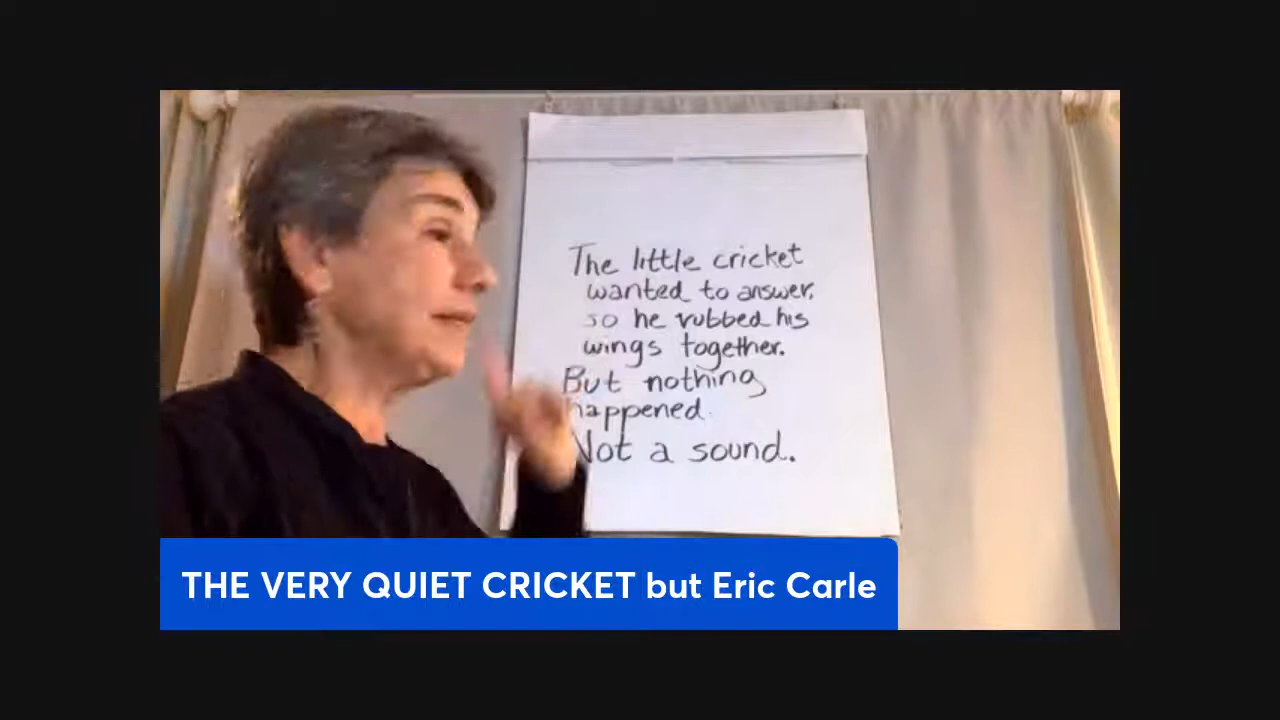 The little cricket
wanted to answer,
so he rubbed his
wings together.
But nothing
happened.
Not a sound.
THE VERY QUIET CRICKET but Eric Carle